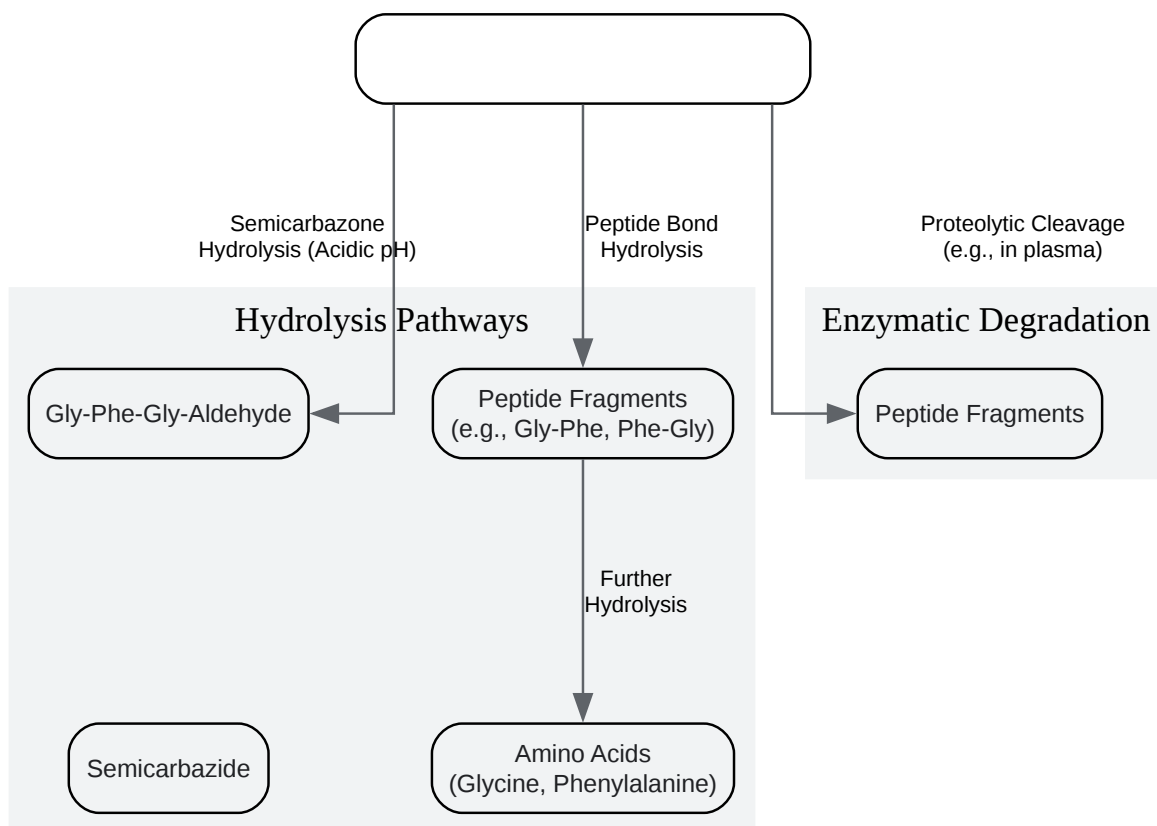 Semicarbazone
Hydrolysis (Acidic pH)
Peptide Bond
Hydrolysis
Proteolytic Cleavage
(e.g., in plasma)
Hydrolysis Pathways
Enzymatic Degradation
Gly-Phe-Gly-Aldehyde
Peptide Fragments
(e.g., Gly-Phe, Phe-Gly)
Peptide Fragments
Further
Hydrolysis
Semicarbazide
Amino Acids
(Glycine, Phenylalanine)